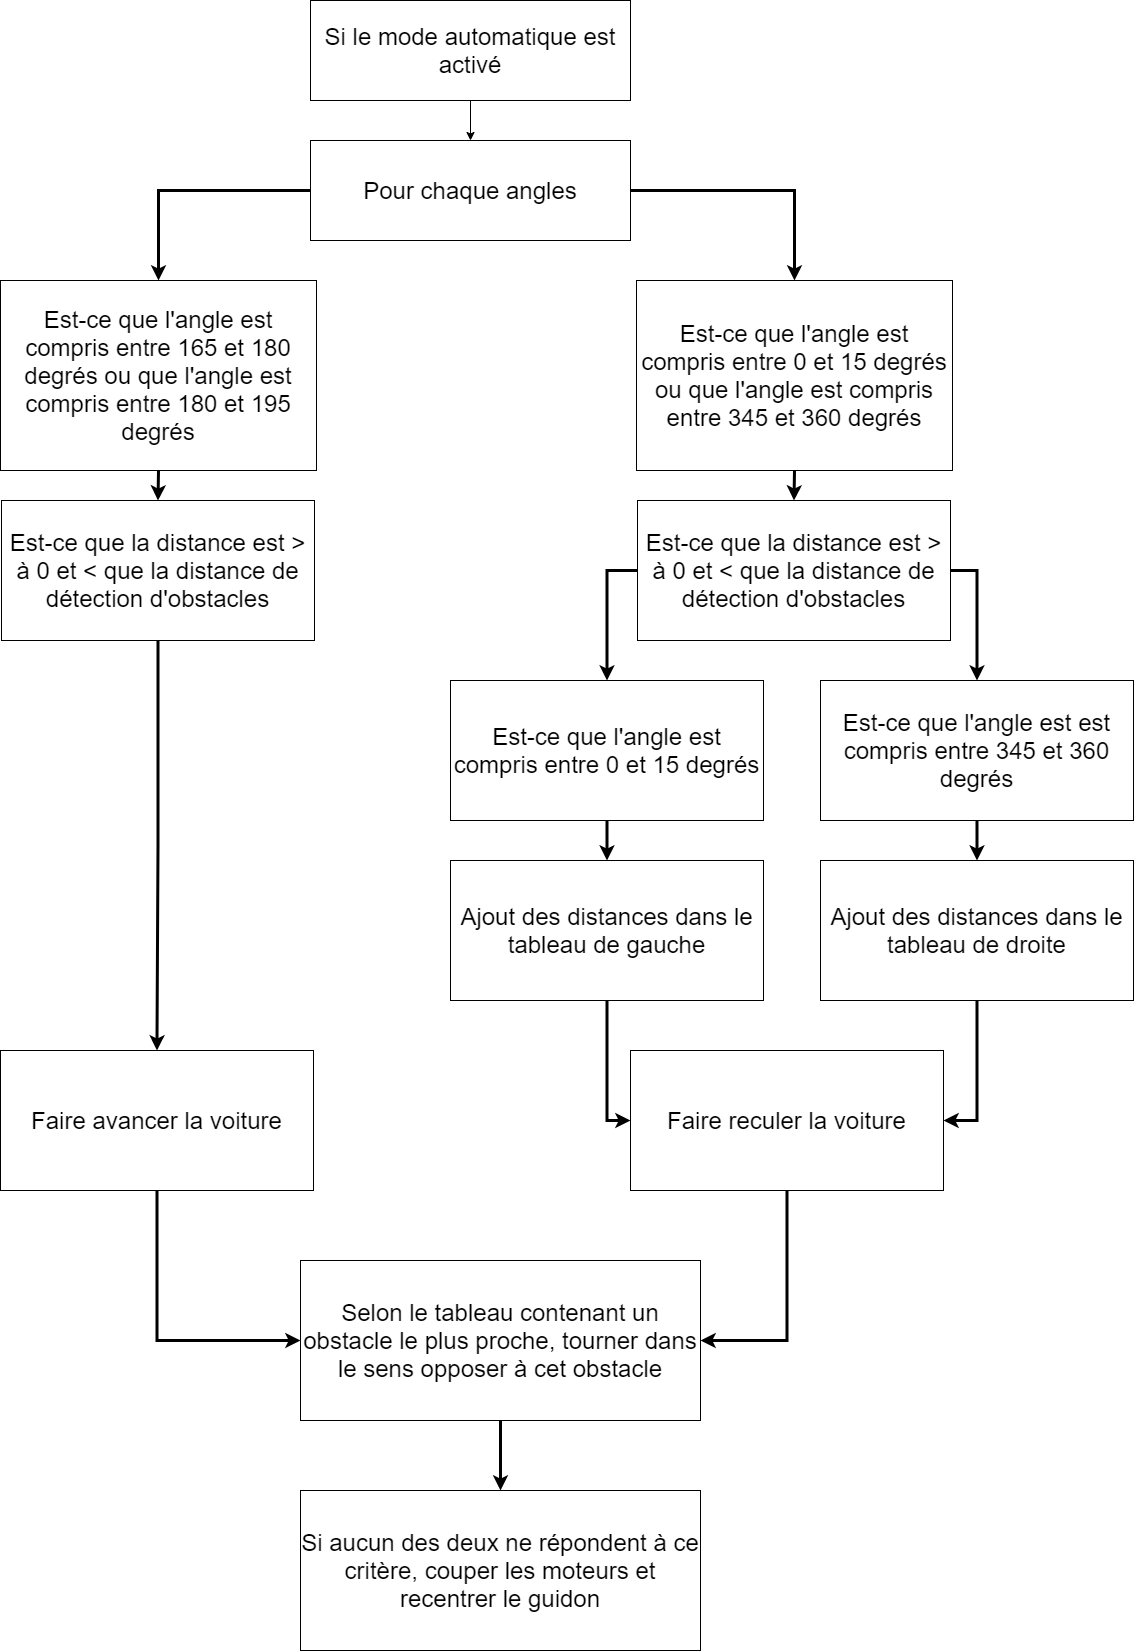 Si le mode automatique est
activé
Pour chaque angles
Est-ce que l'angle est
compris entre 165 et 180
degrés ou que l'angle est
compris entre 180 et 195
degrés
Est-ce que l'angle est
compris entre 0 et 15 degrés
ou que l'angle est compris
entre 345 et 360 degrés
Est-ce que la distance est >
à 0 et < que la distance de
détection d'obstacles
Est-ce que la distance est >
à 0 et < que la distance de
détection d'obstacles
Est-ce que l'angle est
compris entre 0 et 15 degrés
Est-ce que l'angle est est
compris entre 345 et 360
degrés
Ajout des distances dans le
tableau de gauche
Ajout des distances dans le
tableau de droite
Faire avancer la voiture
Faire reculer la voiture
Selon le tableau contenant un
obstacle le plus proche, tourner dans
le sens opposer à cet obstacle
Si aucun des deux ne répondent à ce
critère, couper les moteurs et
recentrer le guidon